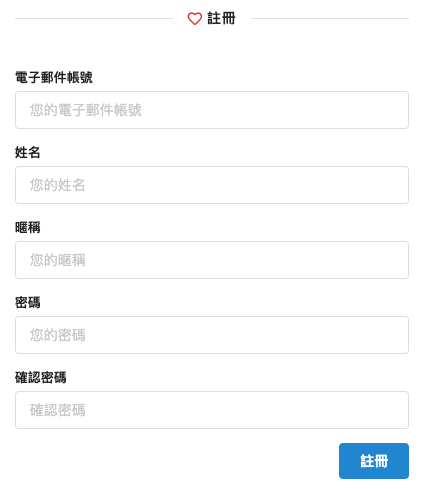 註冊
電子郵件帳號
您的電子郵件帳號
姓名
您的姓名
暱稱
您的暱稱
密碼
您的密碼
確認密碼
確認密碼
註冊